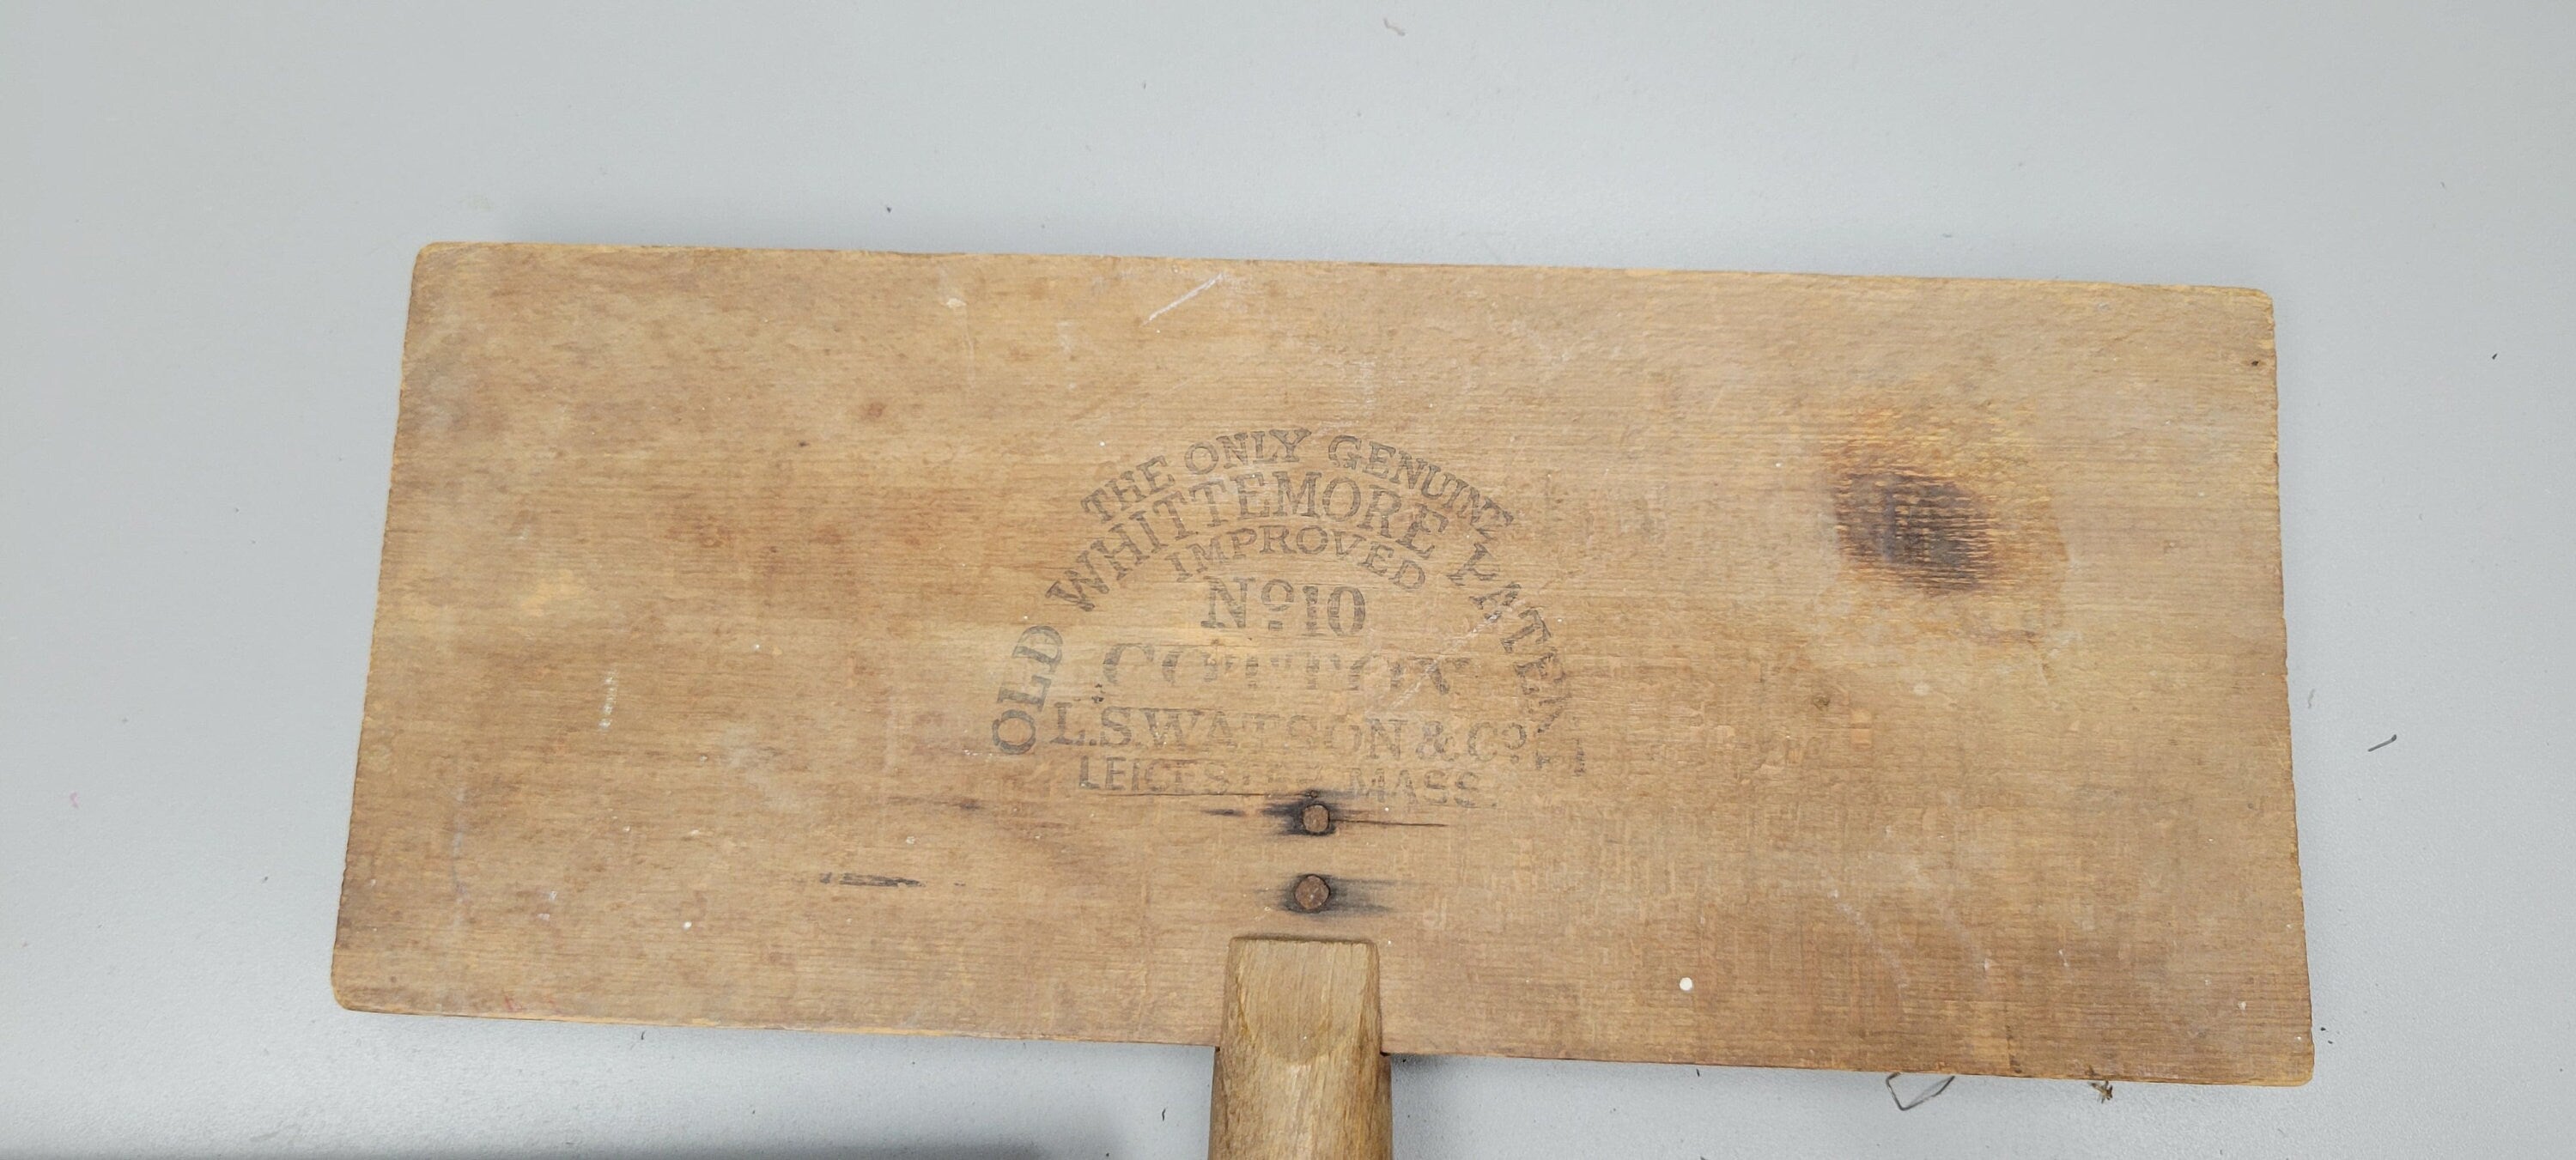 THE ONLY GENUINE
OLD WHITTEMORE PATENT
IMPROVED
No. 10
COTTON
L.S. WATSON & Co.
LEICESTER MASS.